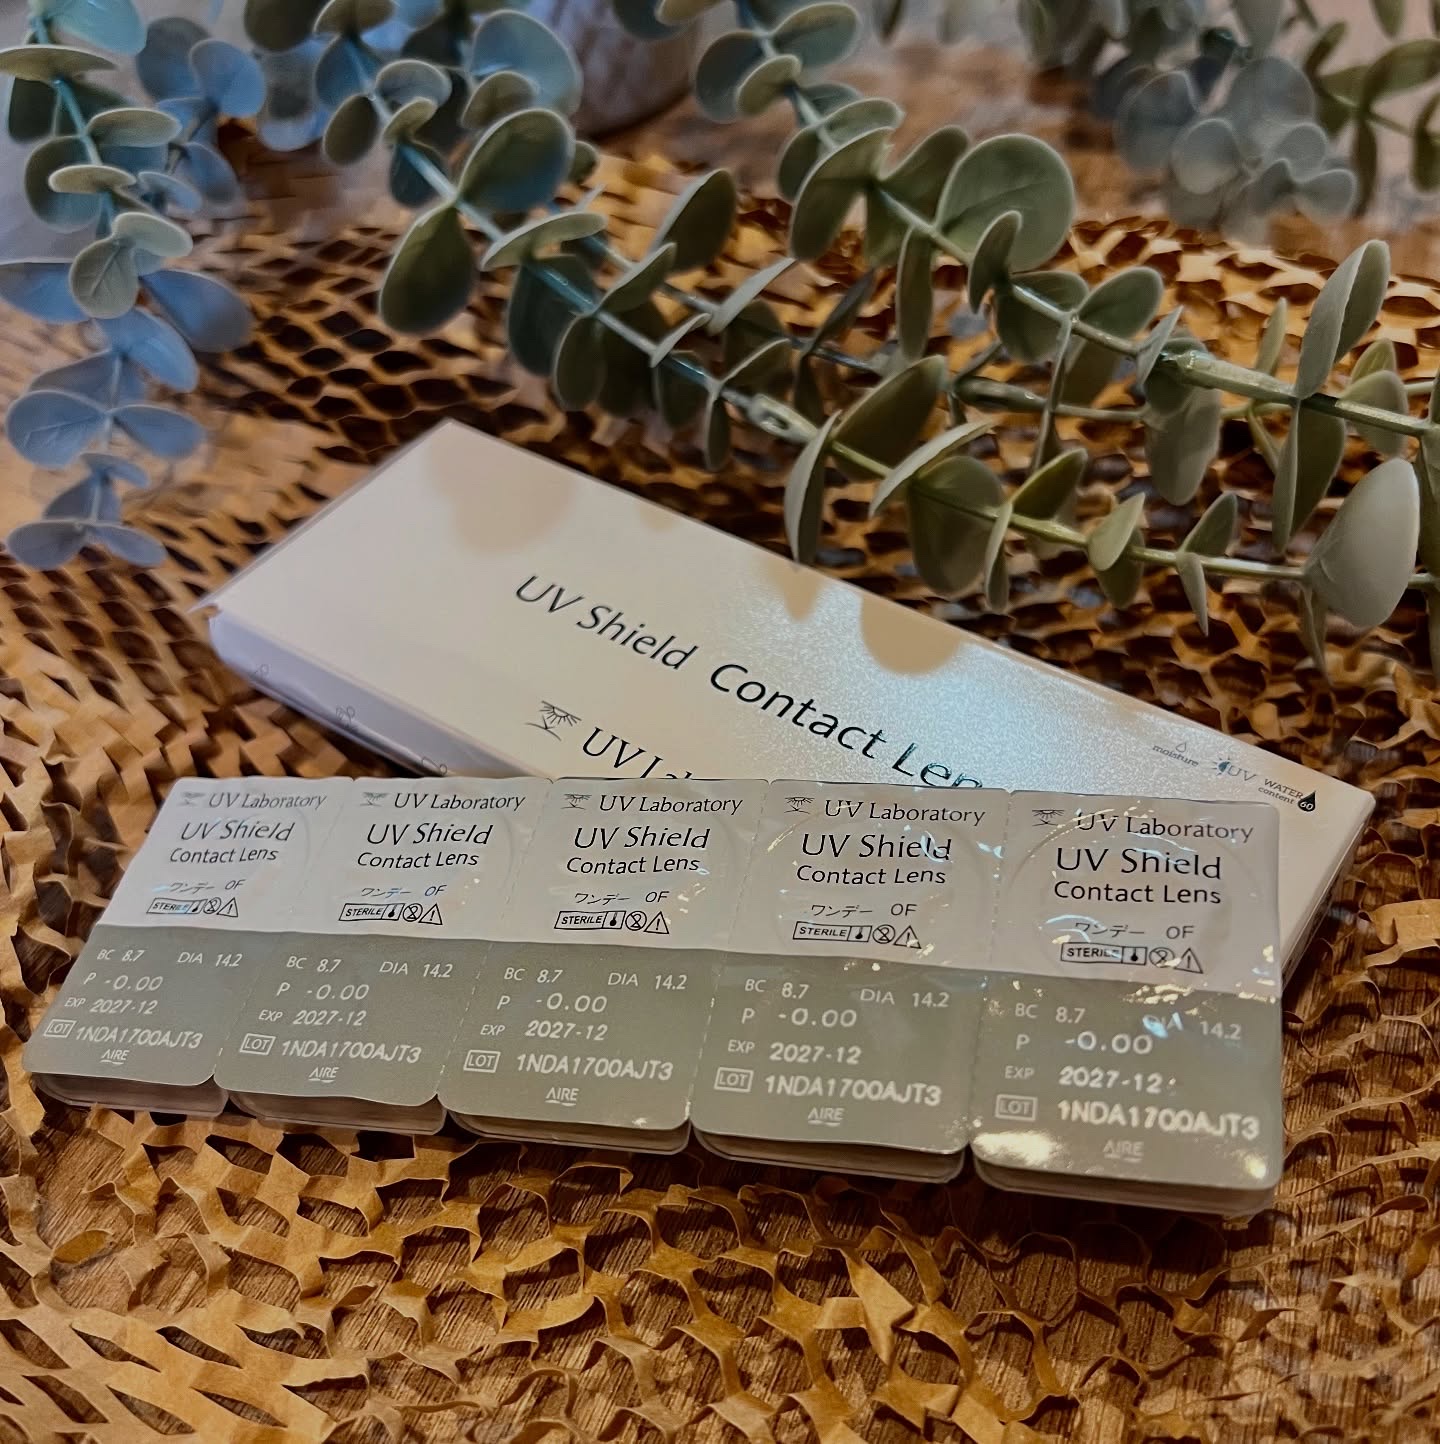 UV Shield Contact Len
UV
moisture
UV
WATER
content 60
UV Laboratory
UV Shield
Contact Lens
ワンデー OF
STERILE
BC 8.7 DIA 14.2
P -0.00
EXP 2027-12
LOT 1NDA1700AJT3
AIRE
UV Laboratory
UV Shield
Contact Lens
ワンデー OF
STERILE
BC 8.7 DIA 14.2
P -0.00
EXP 2027-12
LOT 1NDA1700AJT3
AIRE
UV Laboratory
UV Shield
Contact Lens
ワンデー OF
STERILE
BC 8.7 DIA 14.2
P -0.00
EXP 2027-12
LOT 1NDA1700AJT3
AIRE
UV Laboratory
UV Shield
Contact Lens
ワンデー OF
STERILE
BC 8.7 DIA 14.2
P -0.00
EXP 2027-12
LOT 1NDA1700AJT3
AIRE
UV Laboratory
UV Shield
Contact Lens
ワンデー OF
STERILE
BC 8.7 DIA 14.2
P -0.00
EXP 2027-12
LOT 1NDA1700AJT3
AIRE